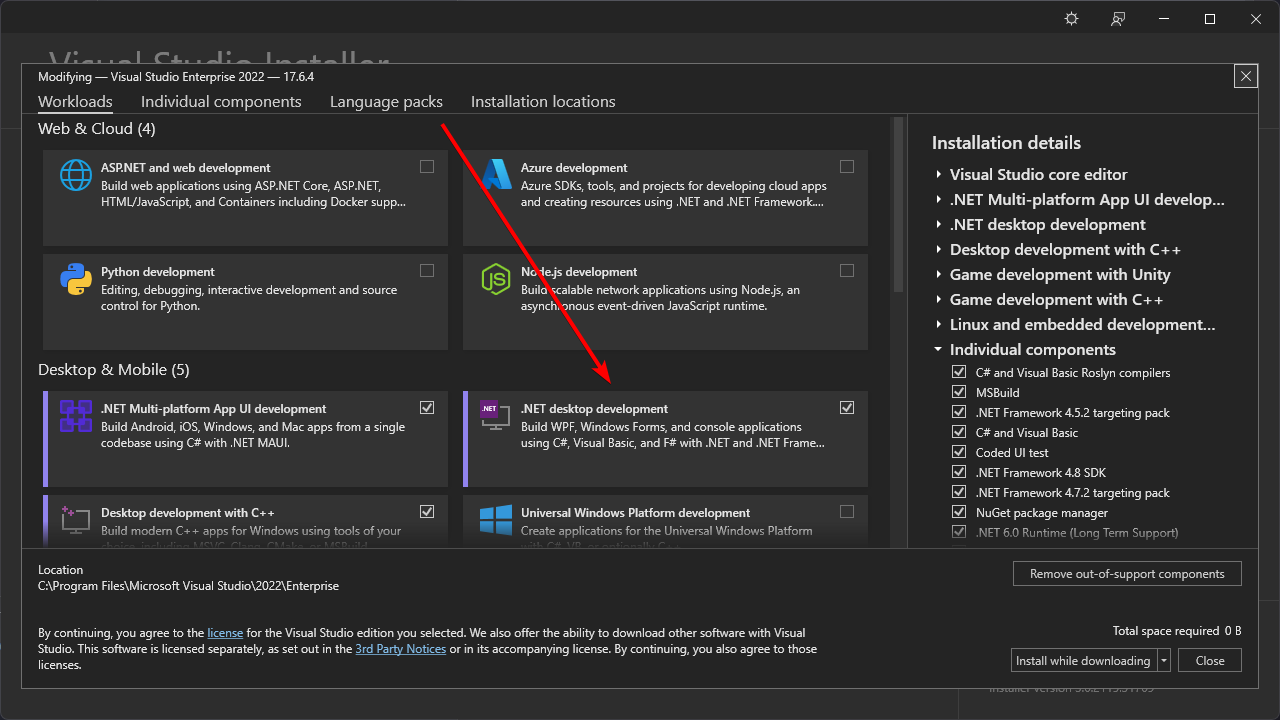 Visual Studio Installer
Modifying — Visual Studio Enterprise 2022 — 17.6.4
Workloads
Individual components
Language packs
Installation locations
Web & Cloud (4)
ASP.NET and web development
Build web applications using ASP.NET Core, ASP.NET,
HTML/JavaScript, and Containers including Docker supp...
Azure development
Azure SDKs, tools, and projects for developing cloud apps
and creating resources using .NET and .NET Framework....
Python development
Editing, debugging, interactive development and source
control for Python.
Node.js development
Build scalable network applications using Node.js, an
asynchronous event-driven JavaScript runtime.
Desktop & Mobile (5)
.NET Multi-platform App UI development
Build Android, iOS, Windows, and Mac apps from a single
codebase using C# with .NET MAUI.
.NET
.NET desktop development
Build WPF, Windows Forms, and console applications
using C#, Visual Basic, and F# with .NET and .NET Frame...
Desktop development with C++
Build modern C++ apps for Windows using tools of your
choice, including MSVC, Clang, CMake, or MSBuild.
Universal Windows Platform development
Create applications for the Universal Windows Platform
with C#, VB, or optionally C++.
Installation details
Visual Studio core editor
.NET Multi-platform App UI develop...
.NET desktop development
Desktop development with C++
Game development with Unity
Game development with C++
Linux and embedded development...
Individual components
C# and Visual Basic Roslyn compilers
MSBuild
.NET Framework 4.5.2 targeting pack
C# and Visual Basic
Coded UI test
.NET Framework 4.8 SDK
.NET Framework 4.7.2 targeting pack
NuGet package manager
.NET 6.0 Runtime (Long Term Support)
Location
C:\Program Files\Microsoft Visual Studio\2022\Enterprise
Remove out-of-support components
By continuing, you agree to the license for the Visual Studio edition you selected. We also offer the ability to download other software with Visual
Studio. This software is licensed separately, as set out in the 3rd Party Notices or in its accompanying license. By continuing, you also agree to those
licenses.
Total space required 0 B
Install while downloading
Close
Installer version